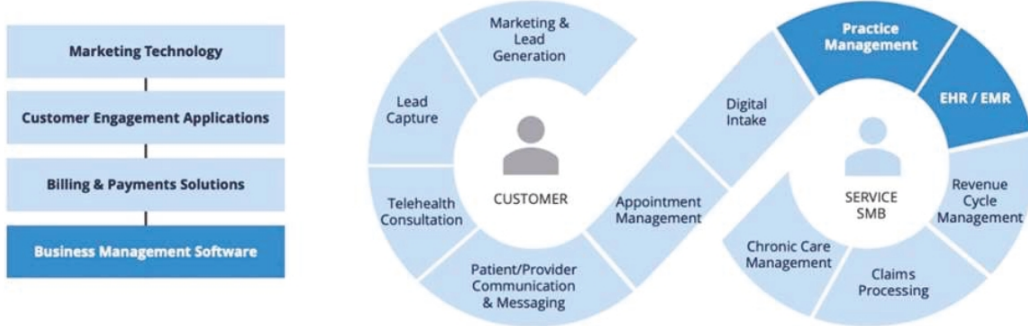 Marketing Technology
Customer Engagement Applications
Billing & Payments Solutions
Business Management Software
Marketing &
Lead
Generation
Lead
Capture
Telehealth
Consultation
Patient/Provider
Communication
& Messaging
CUSTOMER
Appointment
Management
Digital
Intake
Practice
Management
EHR / EMR
Revenue
Cycle
Management
Claims
Processing
Chronic Care
Management
SERVICE
SMB